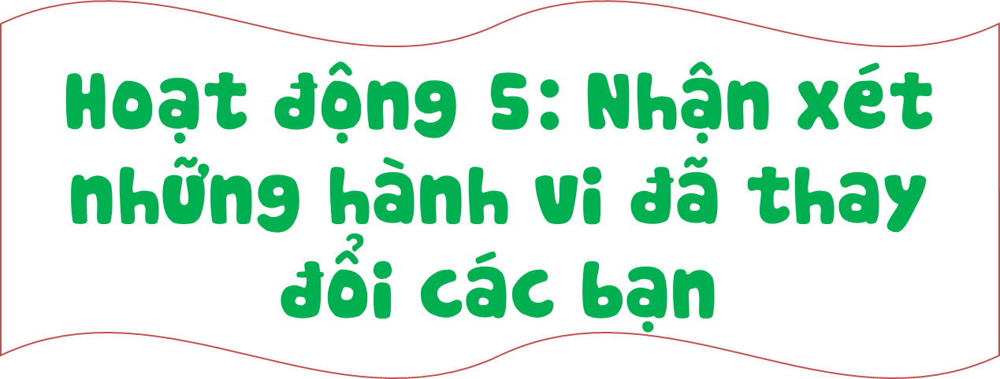 Hoạt động 5: Nhận xét
những hành vi đã thay
đổi các bạn